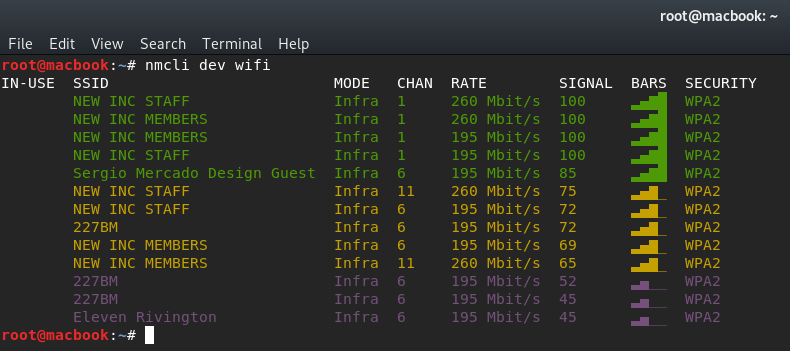 root@macbook: ~
File Edit View Search Terminal Help
root@macbook:~# nmcli dev wifi
IN-USE SSID MODE CHAN RATE SIGNAL BARS SECURITY
NEW INC STAFF Infra 1 260 Mbit/s 100 ▂▄▆█ WPA2
NEW INC MEMBERS Infra 1 260 Mbit/s 100 ▂▄▆█ WPA2
NEW INC MEMBERS Infra 1 195 Mbit/s 100 ▂▄▆█ WPA2
NEW INC STAFF Infra 1 195 Mbit/s 100 ▂▄▆█ WPA2
Sergio Mercado Design Guest Infra 6 195 Mbit/s 85 ▂▄▆█ WPA2
NEW INC STAFF Infra 11 260 Mbit/s 75 ▂▄▆_ WPA2
NEW INC STAFF Infra 6 195 Mbit/s 72 ▂▄▆_ WPA2
227BM Infra 6 195 Mbit/s 72 ▂▄▆_ WPA2
NEW INC MEMBERS Infra 6 195 Mbit/s 69 ▂▄▆_ WPA2
NEW INC MEMBERS Infra 11 260 Mbit/s 65 ▂▄▆_ WPA2
227BM Infra 6 195 Mbit/s 52 ▂▄__ WPA2
227BM Infra 6 195 Mbit/s 45 ▂▄__ WPA2
Eleven Rivington Infra 6 195 Mbit/s 45 ▂▄__ WPA2
root@macbook:~#